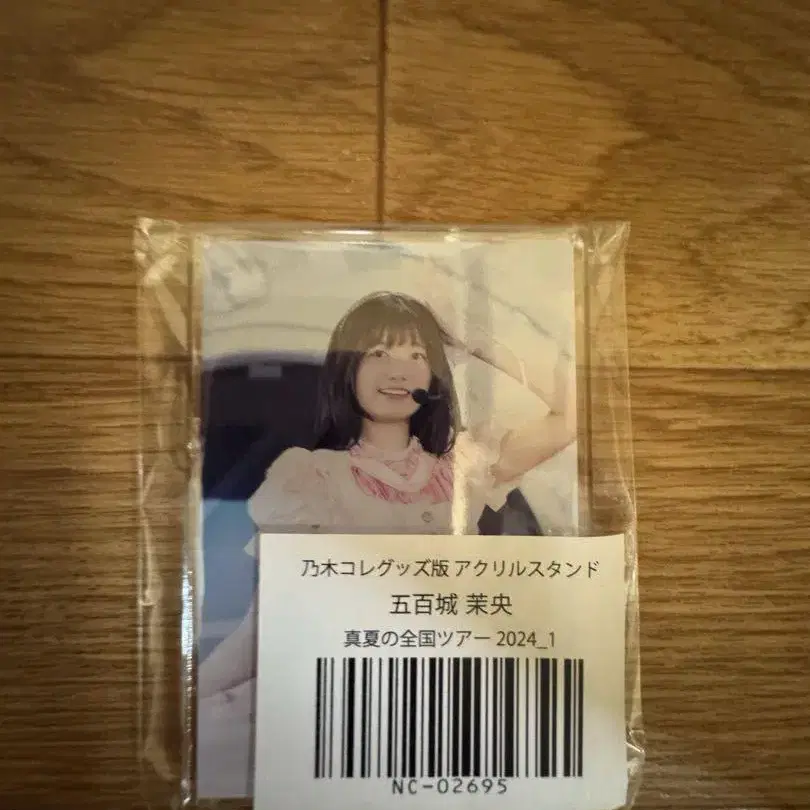 乃木コレグッズ版 アクリルスタンド
五百城 茉央
真夏の全国ツアー 2024_1
NC-02695